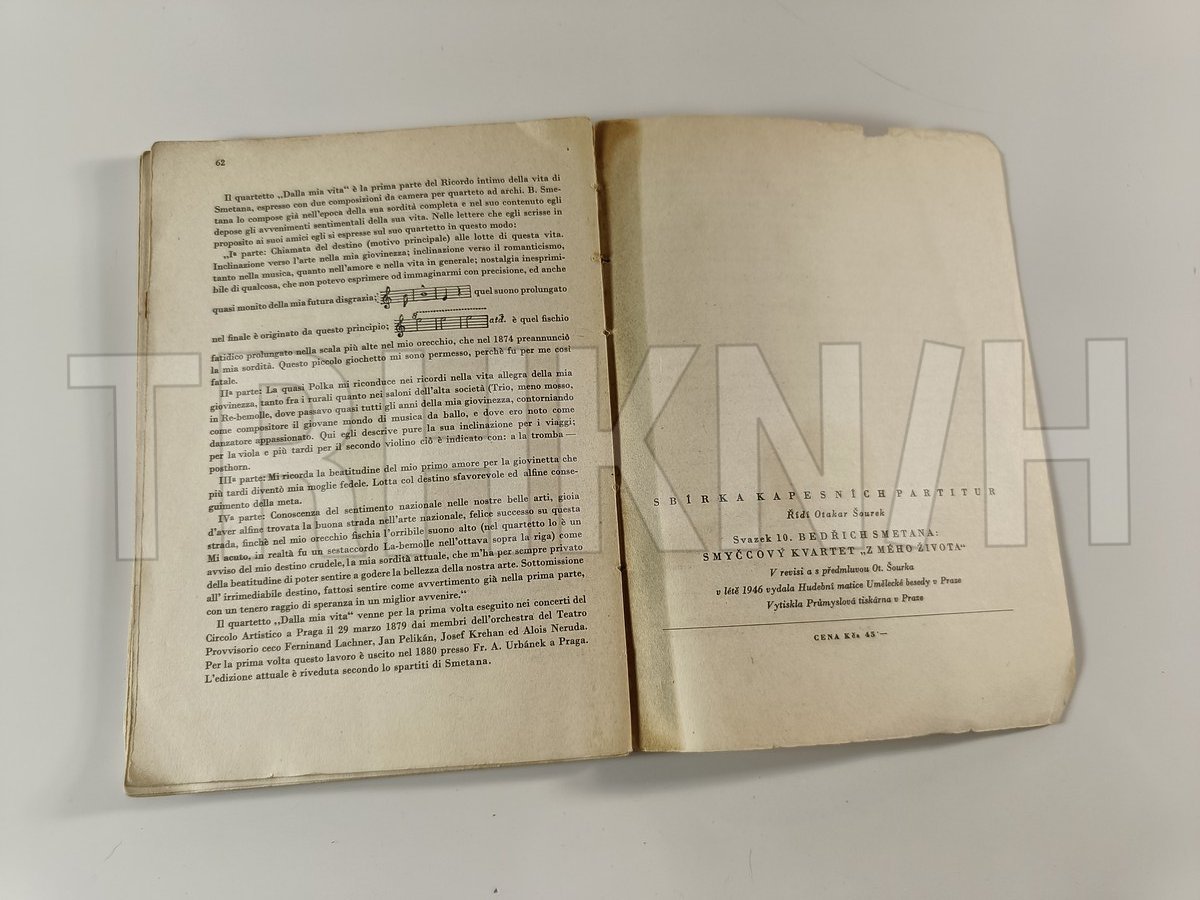 62
Il quartetto „Dalla mia vita“ è la prima parte del Ricordo intimo della vita di
Smetana, espresso con due composizioni da camera per quarteto ad archi. B. Sme-
tana lo compose già nell'epoca della sua sordità completa e nel suo contenuto egli
depose gli avvenimenti sentimentali della sua vita. Nelle lettere che egli scrisse in
proposito ai suoi amici egli si espresse sul suo quartetto in questo modo:
„Iª parte: Chiamata del destino (motivo principale) alle lotte di questa vita.
Inclinazione verso l'arte nella mia giovinezza; inclinazione verso il romanticismo,
tanto nella musica, quanto nell'amore e nella vita in generale; nostalgia inesprimi-
bile di qualcosa, che non potevo esprimere od immaginarmi con precisione, ed anche
quasi monito della mia futura disgrazia; quel suono prolungato
nel finale è originato da questo principio; 8 atd. è quel fischio
fatidico prolungato nella scala più alte nel mio orecchio, che nel 1874 preannunciò
la mia sordità. Questo piccolo giochetto mi sono permesso, perchè fu per me così
fatale.
IIª parte: La quasi Polka mi riconduce nei ricordi nella vita allegra della mia
giovinezza, tanto fra i rurali quanto nei saloni dell'alta società (Trio, meno mosso,
in Re-bemolle, dove passavo quasi tutti gli anni della mia giovinezza, contorniando
come compositore il giovane mondo di musica da ballo, e dove ero noto come
danzatore appassionato. Qui egli descrive pure la sua inclinazione per i viaggi;
per la viola e più tardi per il secondo violino ciò è indicato con: a la tromba —
posthorn.
IIIª parte: Mi ricorda la beatitudine del mio primo amore per la giovinetta che
più tardi diventò mia moglie fedele. Lotta col destino sfavorevole ed alfine conse-
guimento della meta.
IVª parte: Conoscenza del sentimento nazionale nelle nostre belle arti, gioia
d'aver alfine trovata la buona strada nell'arte nazionale, felice successo su questa
strada, finchè nel mio orecchio fischia l'orribile suono alto (nel quartetto lo è un
Mi acuto, in realtà fu un sestaccordo La-bemolle nell'ottava sopra la riga) come
avviso del mio destino crudele, la mia sordità attuale, che m'ha per sempre privato
della beatitudine di poter sentire a godere la bellezza della nostra arte. Sottomissione
all' irrimediabile destino, fattosi sentire come avvertimento già nella prima parte,
con un tenero raggio di speranza in un miglior avvenire.“
Il quartetto „Dalla mia vita“ venne per la prima volta eseguito nei concerti del
Circolo Artistico a Praga il 29 marzo 1879 dai membri dell'orchestra del Teatro
Provvisorio ceco Ferninand Lachner, Jan Pelikán, Josef Krehan ed Alois Neruda.
Per la prima volta questo lavoro è uscito nel 1880 presso Fr. A. Urbánek a Praga.
L'edizione attuale è riveduta secondo lo spartiti di Smetana.
SBÍRKA KAPESNÍCH PARTITUR
Řídí Otakar Šourek
Svazek 10. BEDŘICH SMETANA:
SMYČCOVÝ KVARTET „Z MÉHO ŽIVOTA“
V revisi a s předmluvou Ot. Šourka
v létě 1946 vydala Hudební matice Umělecké besedy v Praze
Vytiskla Průmyslová tiskárna v Praze
CENA Kčs 45·—
TRHKNIH